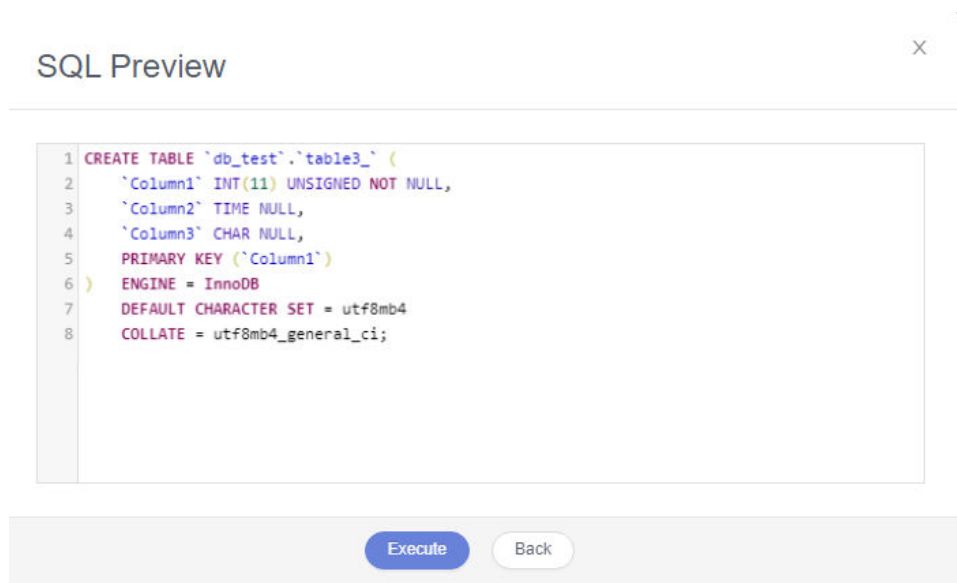 SQL Preview
X
1 CREATE TABLE `db_test`.`table3_` (
2 `Column1` INT(11) UNSIGNED NOT NULL,
3 `Column2` TIME NULL,
4 `Column3` CHAR NULL,
5 PRIMARY KEY (`Column1`)
6 ) ENGINE = InnoDB
7 DEFAULT CHARACTER SET = utf8mb4
8 COLLATE = utf8mb4_general_ci;
Execute Back